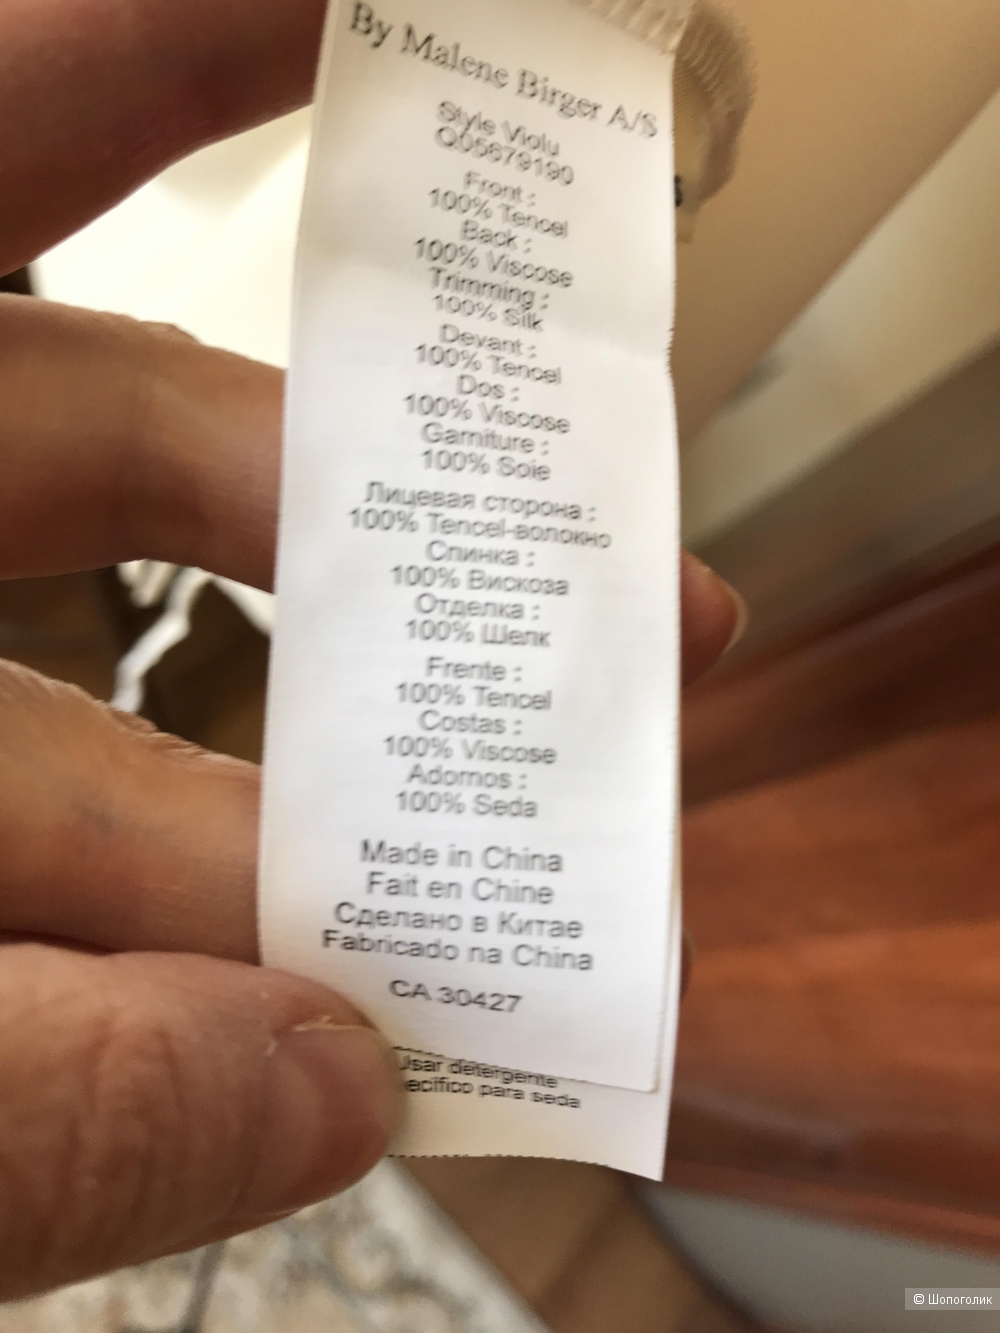 By Malene Birger A/S
Style Violu
Q05679190
Front :
100% Tencel
Back :
100% Viscose
Trimming :
100% Silk
Devant :
100% Tencel
Dos :
100% Viscose
Garniture :
100% Soie
Лицевая сторона :
100% Tencel-волокно
Спинка :
100% Вискоза
Отделка :
100% Шелк
Frente :
100% Tencel
Costas :
100% Viscose
Adornos :
100% Seda
Made in China
Fait en Chine
Сделано в Китае
Fabricado na China
CA 30427
Usar detergente
ecífico para seda
© Шопоголик